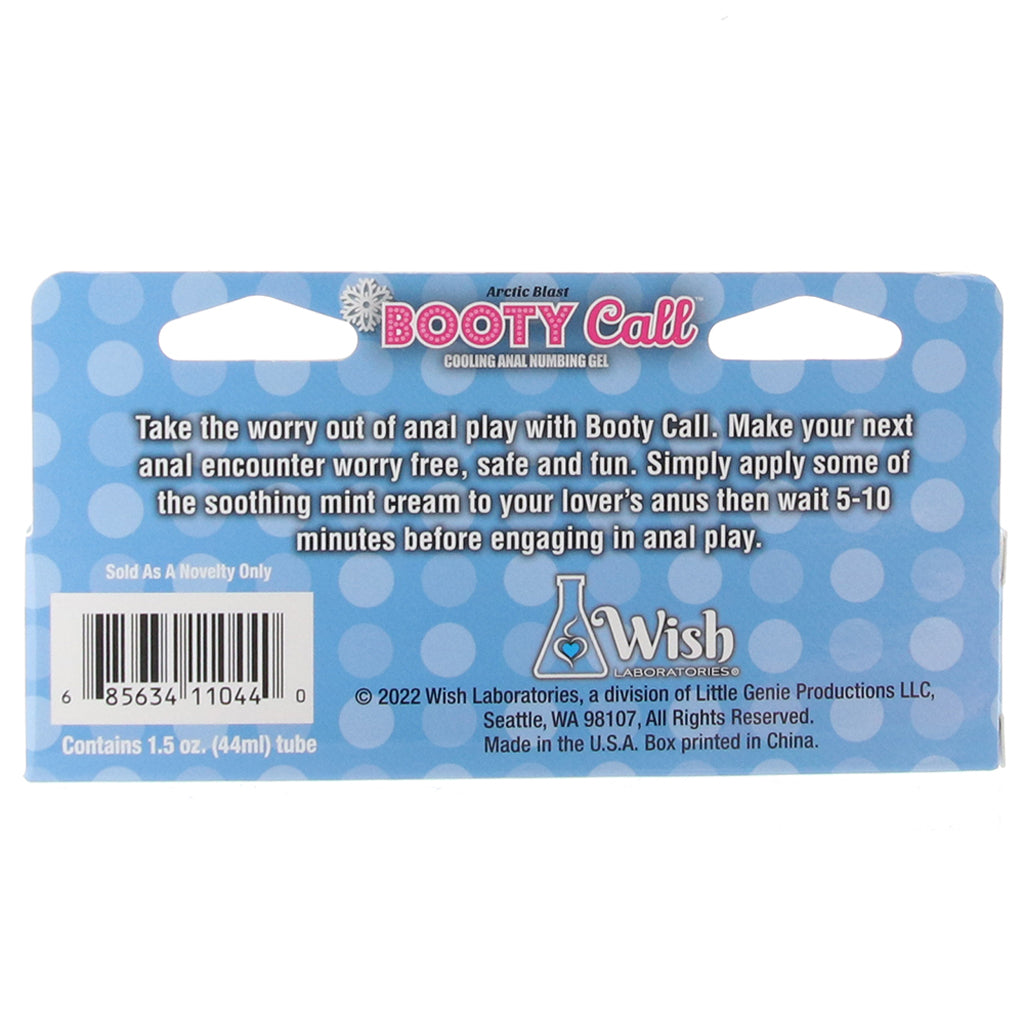 Arctic Blast
BOOTY Call™
COOLING ANAL NUMBING GEL
Take the worry out of anal play with Booty Call. Make your next
anal encounter worry free, safe and fun. Simply apply some of
the soothing mint cream to your lover's anus then wait 5-10
minutes before engaging in anal play.
Sold As A Novelty Only
6 85634 11044 0
Contains 1.5 oz. (44ml) tube
Wish
LABORATORIES®
© 2022 Wish Laboratories, a division of Little Genie Productions LLC,
Seattle, WA 98107, All Rights Reserved.
Made in the U.S.A. Box printed in China.